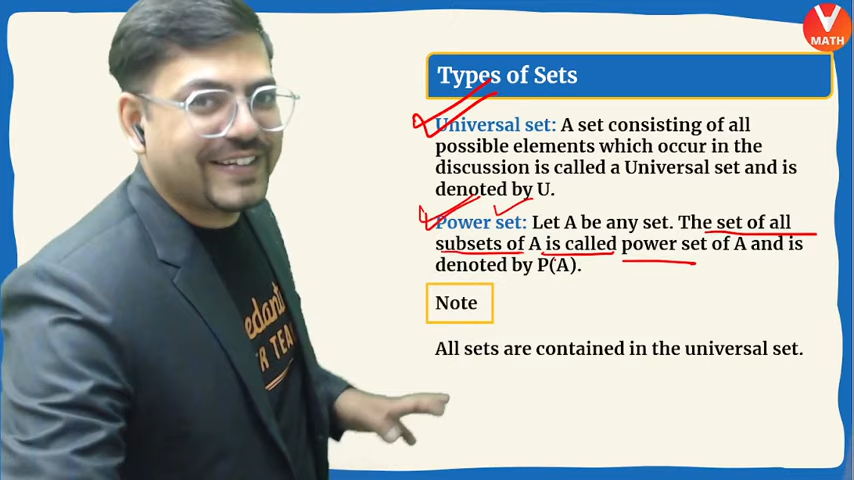 V
MATH
Types of Sets
Universal set: A set consisting of all
possible elements which occur in the
discussion is called a Universal set and is
denoted by U.
Power set: Let A be any set. The set of all
subsets of A is called power set of A and is
denoted by P(A).
Note
All sets are contained in the universal set.
edant
R TEA